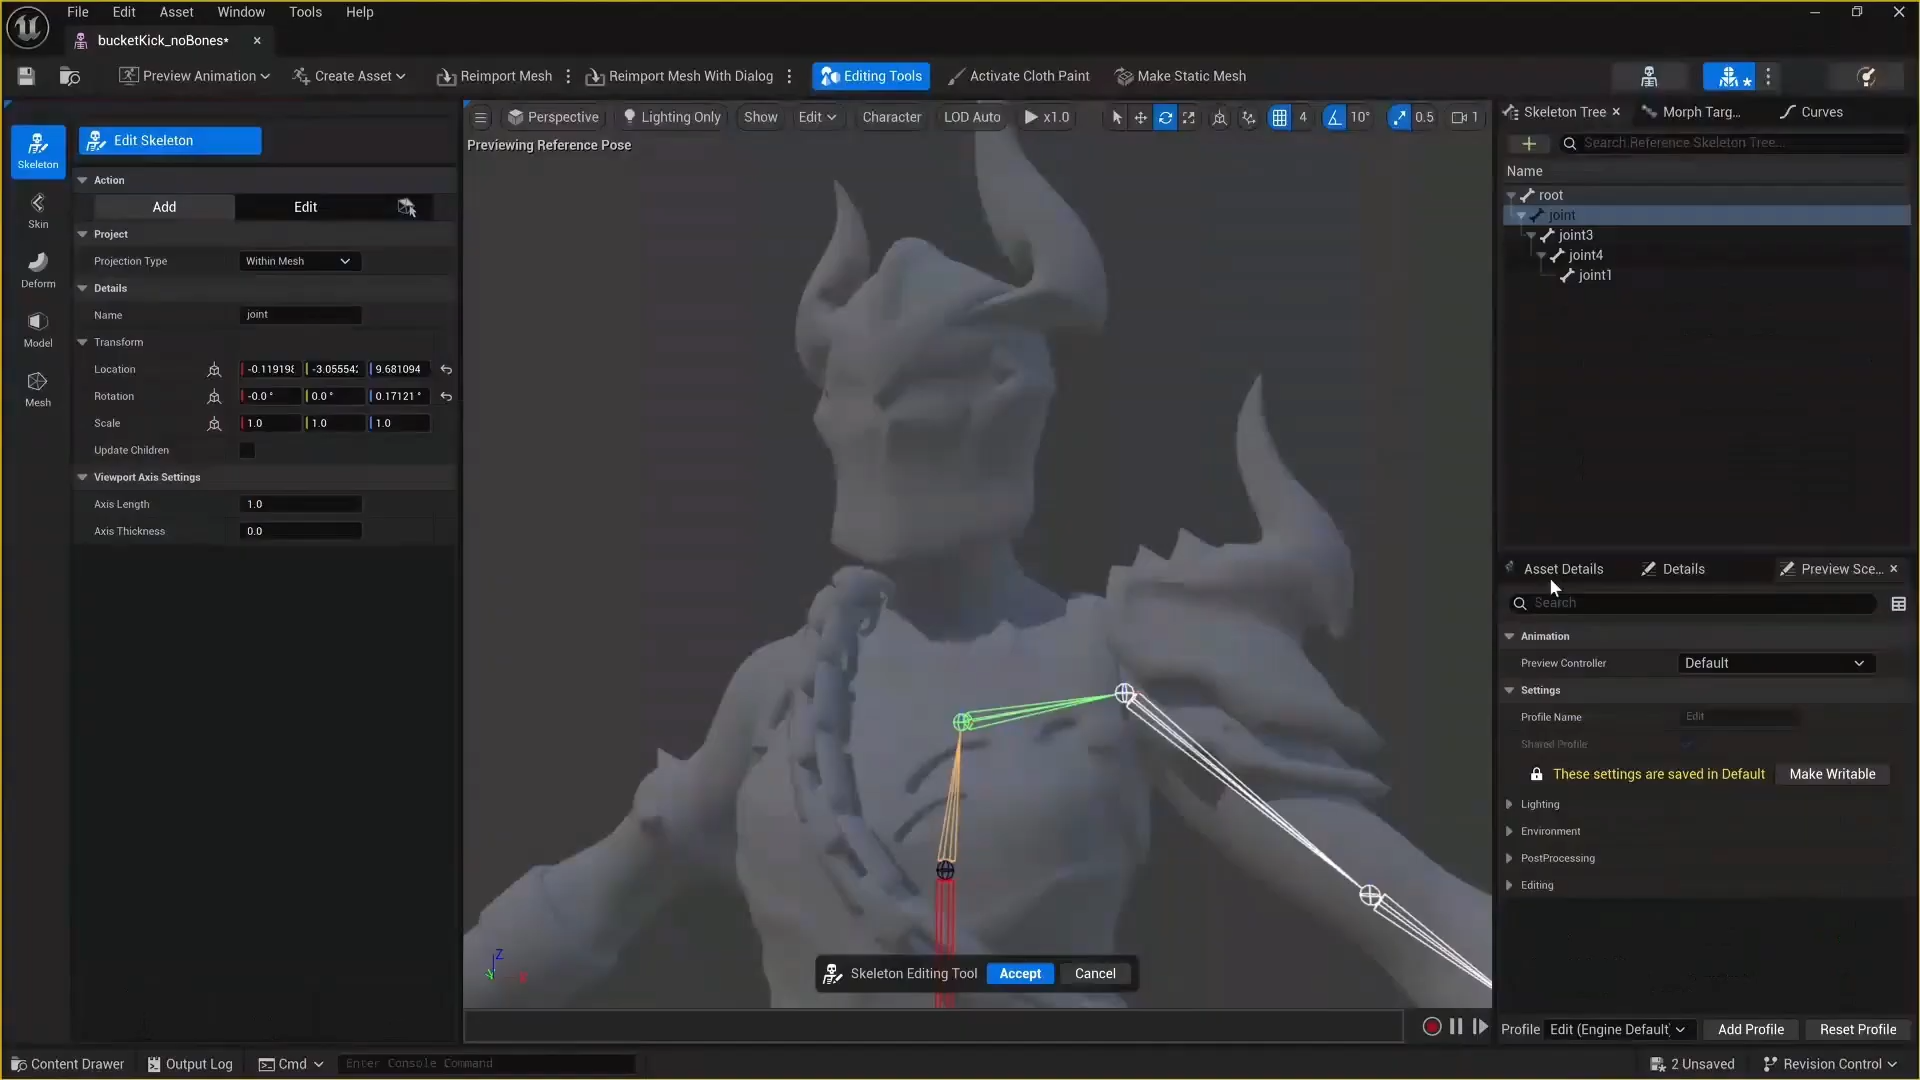 File Edit Asset Window Tools Help
bucketKick_noBones*
Preview Animation Create Asset Reimport Mesh Reimport Mesh With Dialog Editing Tools Activate Cloth Paint Make Static Mesh
Skeleton
Skin
Deform
Model
Mesh
Edit Skeleton
Action
Add Edit
Project
Projection Type Within Mesh
Details
Name joint
Transform
Location -0.119198 -3.05554 9.681094
Rotation -0.0 ° 0.0 ° 0.17121 °
Scale 1.0 1.0 1.0
Update Children
Viewport Axis Settings
Axis Length 1.0
Axis Thickness 0.0
Perspective Lighting Only Show Edit Character LOD Auto x1.0 4 10° 0.5 1
Previewing Reference Pose
Z
Skeleton Editing Tool Accept Cancel
Skeleton Tree Morph Targ... Curves
Search Reference Skeleton Tree...
Name
root
joint
joint3
joint4
joint1
Asset Details Details Preview Sce...
Search
Animation
Preview Controller Default
Settings
Profile Name Edit
Shared Profile
These settings are saved in Default Make Writable
Lighting
Environment
PostProcessing
Editing
Profile Edit (Engine Default) Add Profile Reset Profile
Content Drawer Output Log Cmd Enter Console Command 2 Unsaved Revision Control